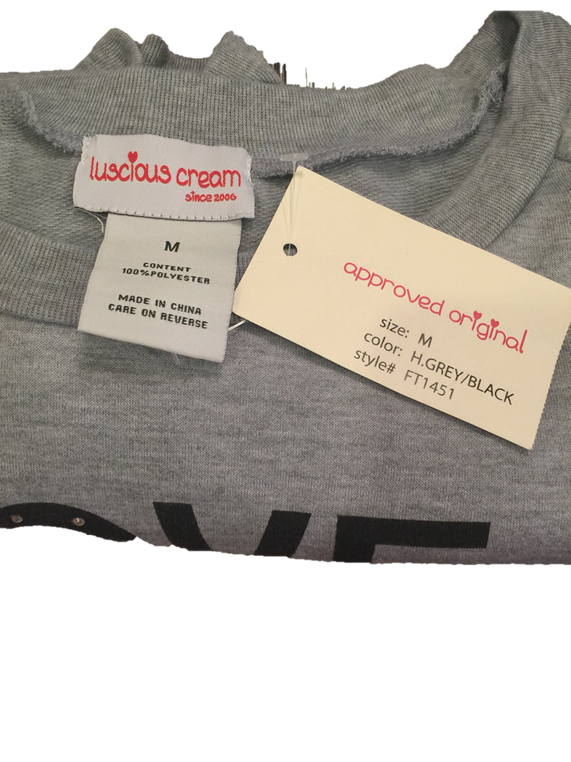 luscious cream
since 2006
M
CONTENT
100%POLYESTER
MADE IN CHINA
CARE ON REVERSE
approved original
size: M
color: H.GREY/BLACK
style# FT1451
OVE